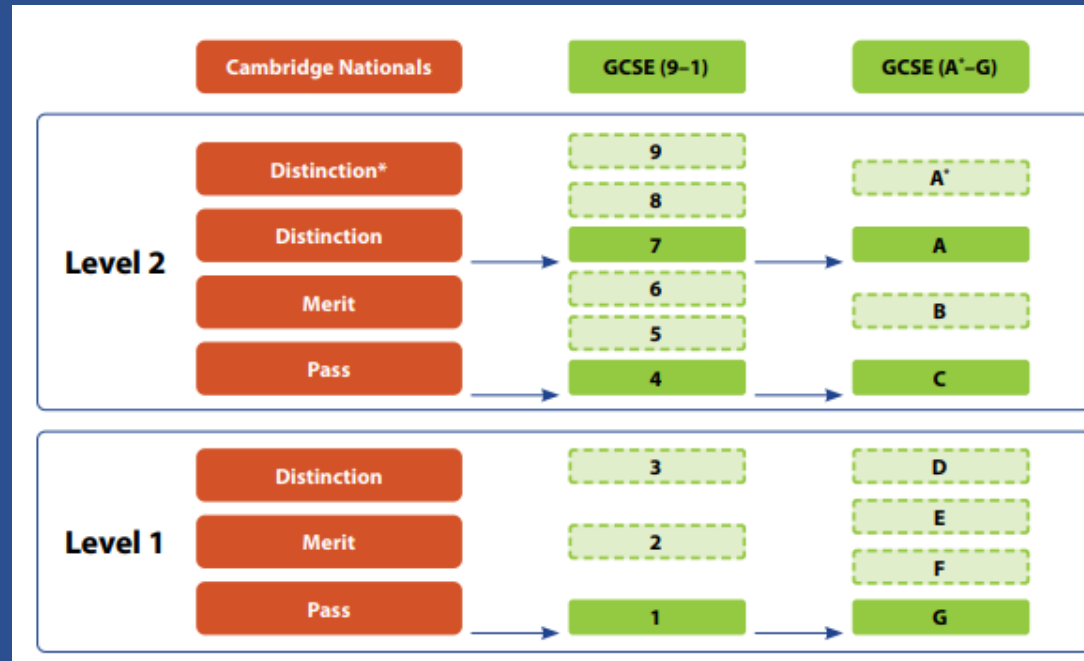 Cambridge Nationals GCSE (9–1) GCSE (A*–G)
Level 2
Distinction*
Distinction
Merit
Pass
9
8
7
6
5
4
A*
A
B
C
Level 1
Distinction
Merit
Pass
3
2
1
D
E
F
G